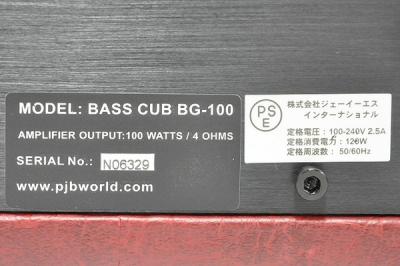 MODEL: BASS CUB BG-100
AMPLIFIER OUTPUT:100 WATTS / 4 OHMS
SERIAL No.: N06329
www.pjbworld.com
PS
E
株式会社ジェーイーエス
インターナショナル
定格電圧：100-240V 2.5A
定格消費電力：126W
定格周波数：50/60Hz